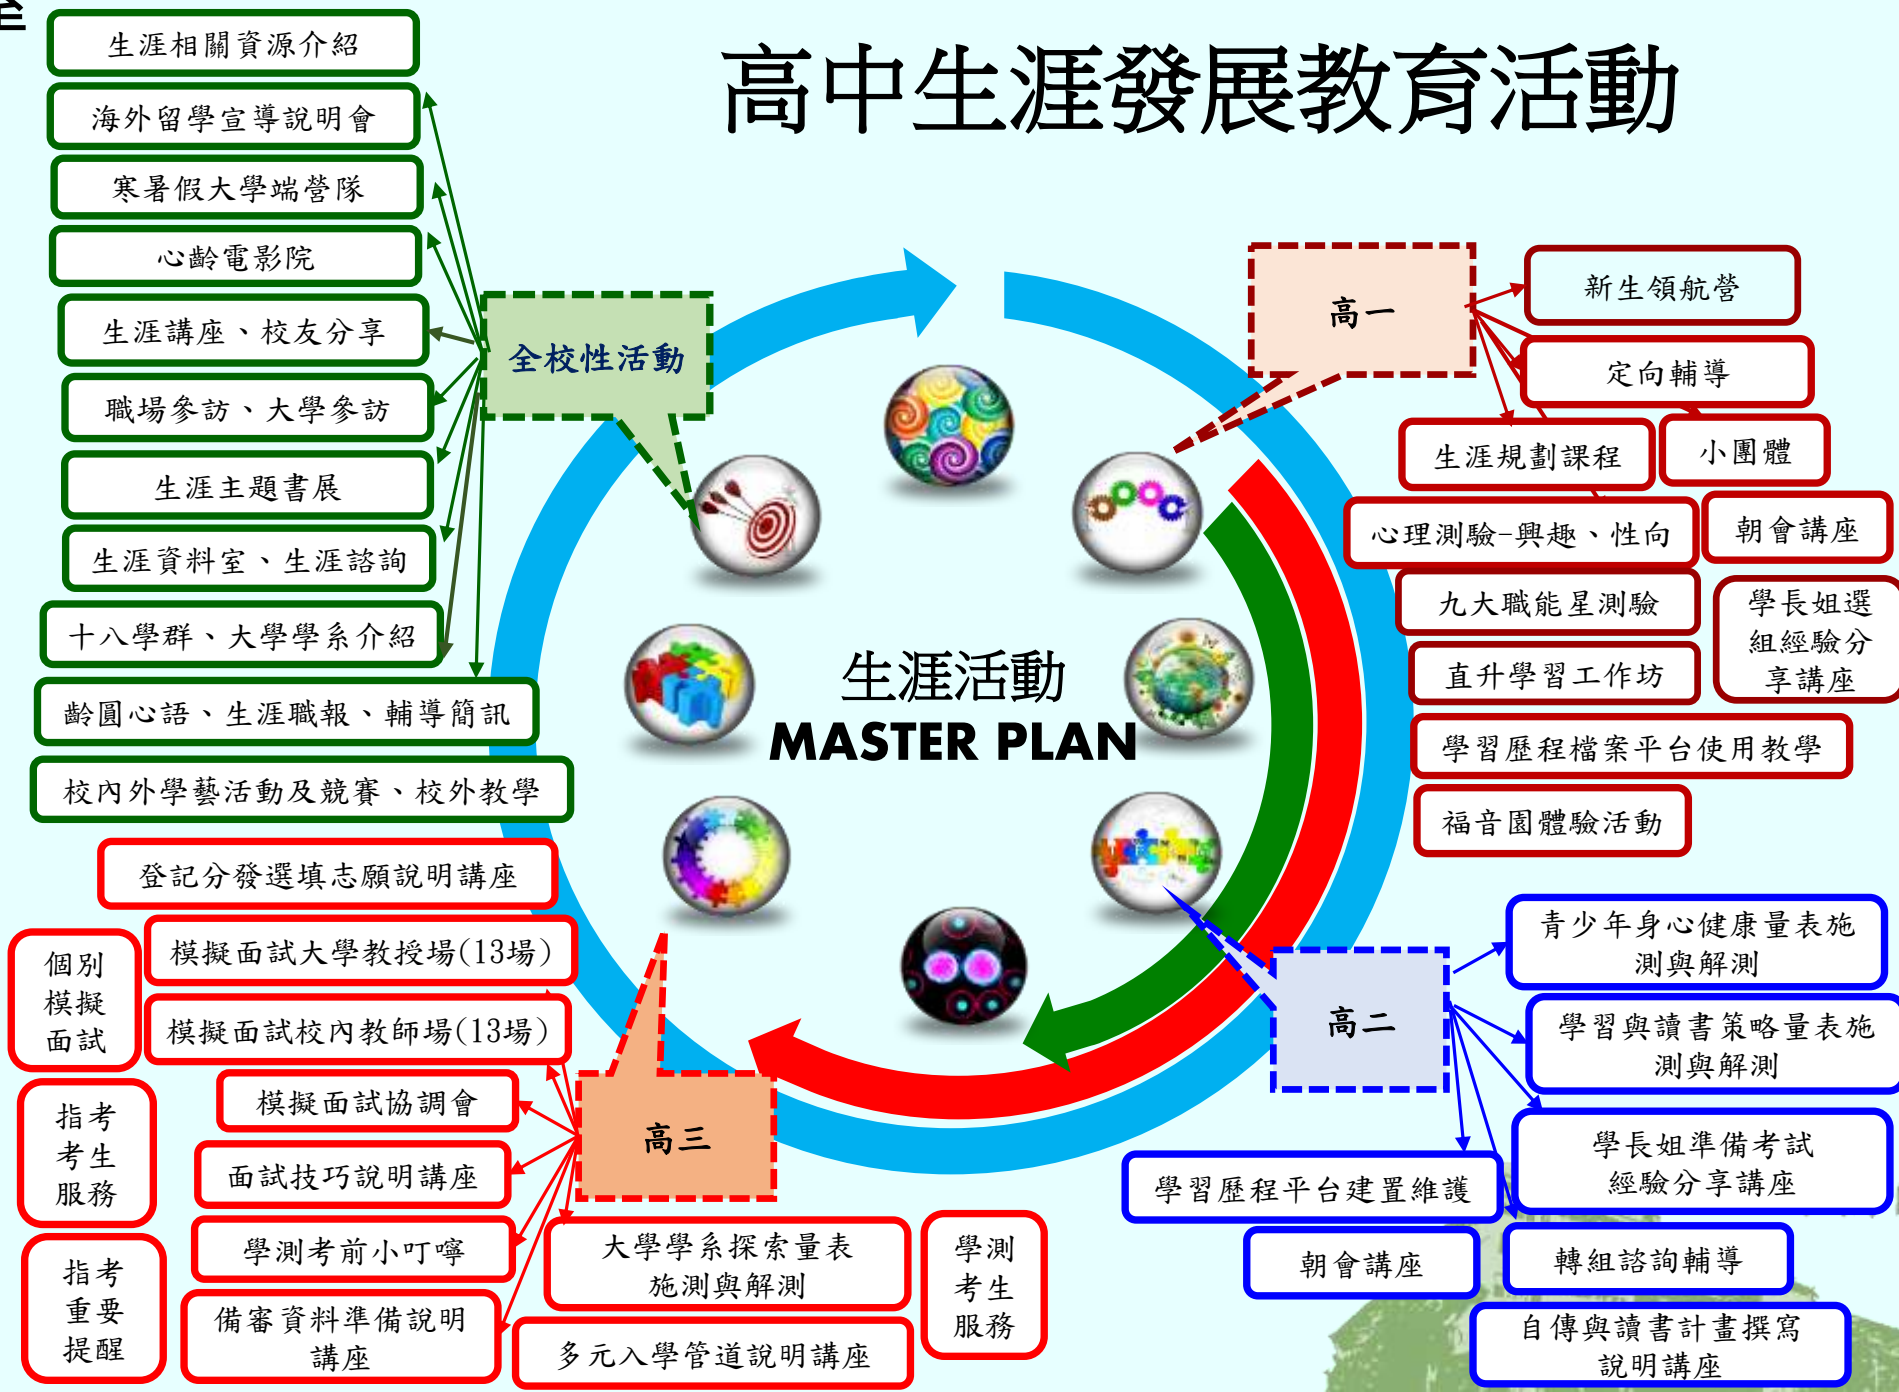 室
高中生涯發展教育活動
生涯相關資源介紹
海外留學宣導說明會
寒暑假大學端營隊
心齡電影院
生涯講座、校友分享
職場參訪、大學參訪
生涯主題書展
生涯資料室、生涯諮詢
十八學群、大學學系介紹
齡圓心語、生涯職報、輔導簡訊
校內外學藝活動及競賽、校外教學
全校性活動
高一
新生領航營
定向輔導
生涯規劃課程
小團體
心理測驗-興趣、性向
朝會講座
九大職能星測驗
學長姐選
組經驗分
享講座
直升學習工作坊
學習歷程檔案平台使用教學
福音園體驗活動
生涯活動
MASTER PLAN
登記分發選填志願說明講座
模擬面試大學教授場(13場)
個別
模擬
面試
模擬面試校內教師場(13場)
模擬面試協調會
指考
考生
服務
面試技巧說明講座
學測考前小叮嚀
指考
重要
提醒
備審資料準備說明
講座
高三
大學學系探索量表
施測與解測
多元入學管道說明講座
學測
考生
服務
高二
青少年身心健康量表施
測與解測
學習與讀書策略量表施
測與解測
學長姐準備考試
經驗分享講座
學習歷程平台建置維護
朝會講座
轉組諮詢輔導
自傳與讀書計畫撰寫
說明講座